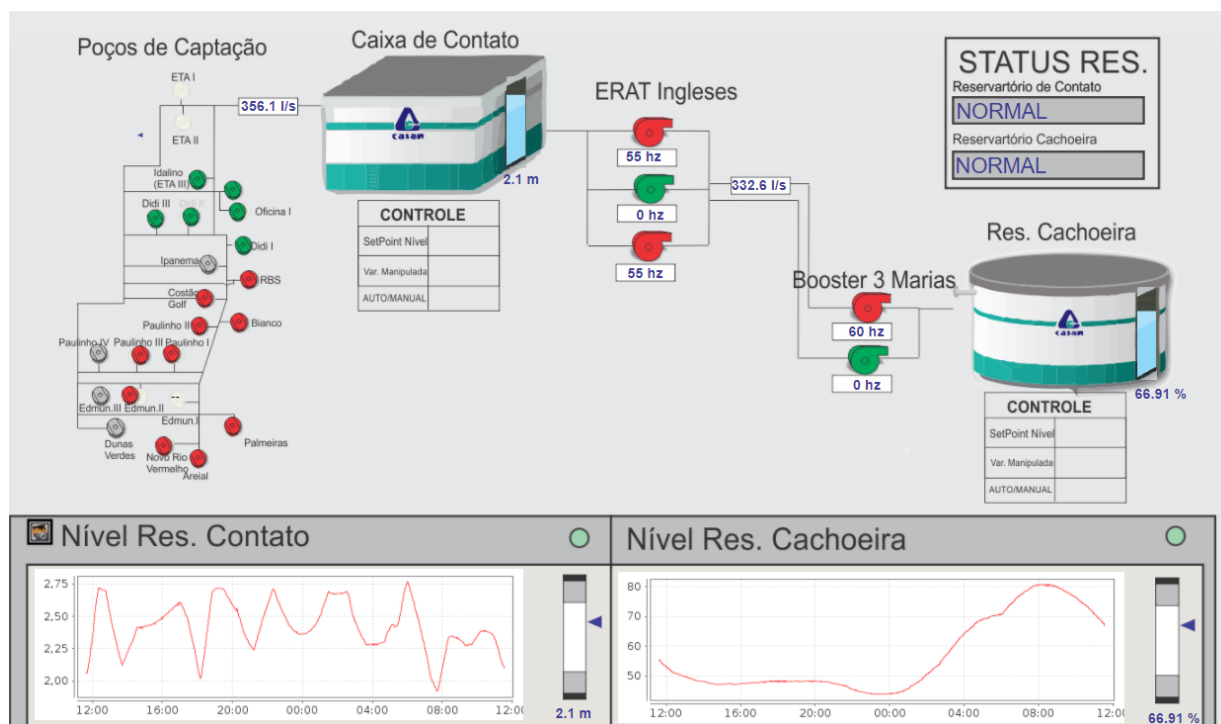 Poços de Captação
ETA I
ETA II
356.1 l/s
Idalino
(ETA III)
Didi III
Didi II
Oficina I
Didi I
Ipanema
RBS
Costão
Golf
Paulinho II
Bianco
Paulinho IV
Paulinho III
Paulinho I
Edmun.III
Edmun.II
--
Edmun.I
Dunas
Verdes
Novo Rio
Vermelho
Areial
Palmeiras
Caixa de Contato
casan
2.1 m
CONTROLE
SetPoint Nível
Var. Manipulada
AUTO/MANUAL
ERAT Ingleses
55 hz
0 hz
55 hz
332.6 l/s
Booster 3 Marias
60 hz
0 hz
STATUS RES.
Reservartório de Contato
NORMAL
Reservartório Cachoeira
NORMAL
Res. Cachoeira
casan
66.91 %
CONTROLE
SetPoint Nível
Var. Manipulada
AUTO/MANUAL
Nível Res. Contato
2,75
2,50
2,25
2,00
12:00 16:00 20:00 00:00 04:00 08:00 12:00
2.1 m
Nível Res. Cachoeira
80
70
60
50
12:00 16:00 20:00 00:00 04:00 08:00 12:00
66.91 %